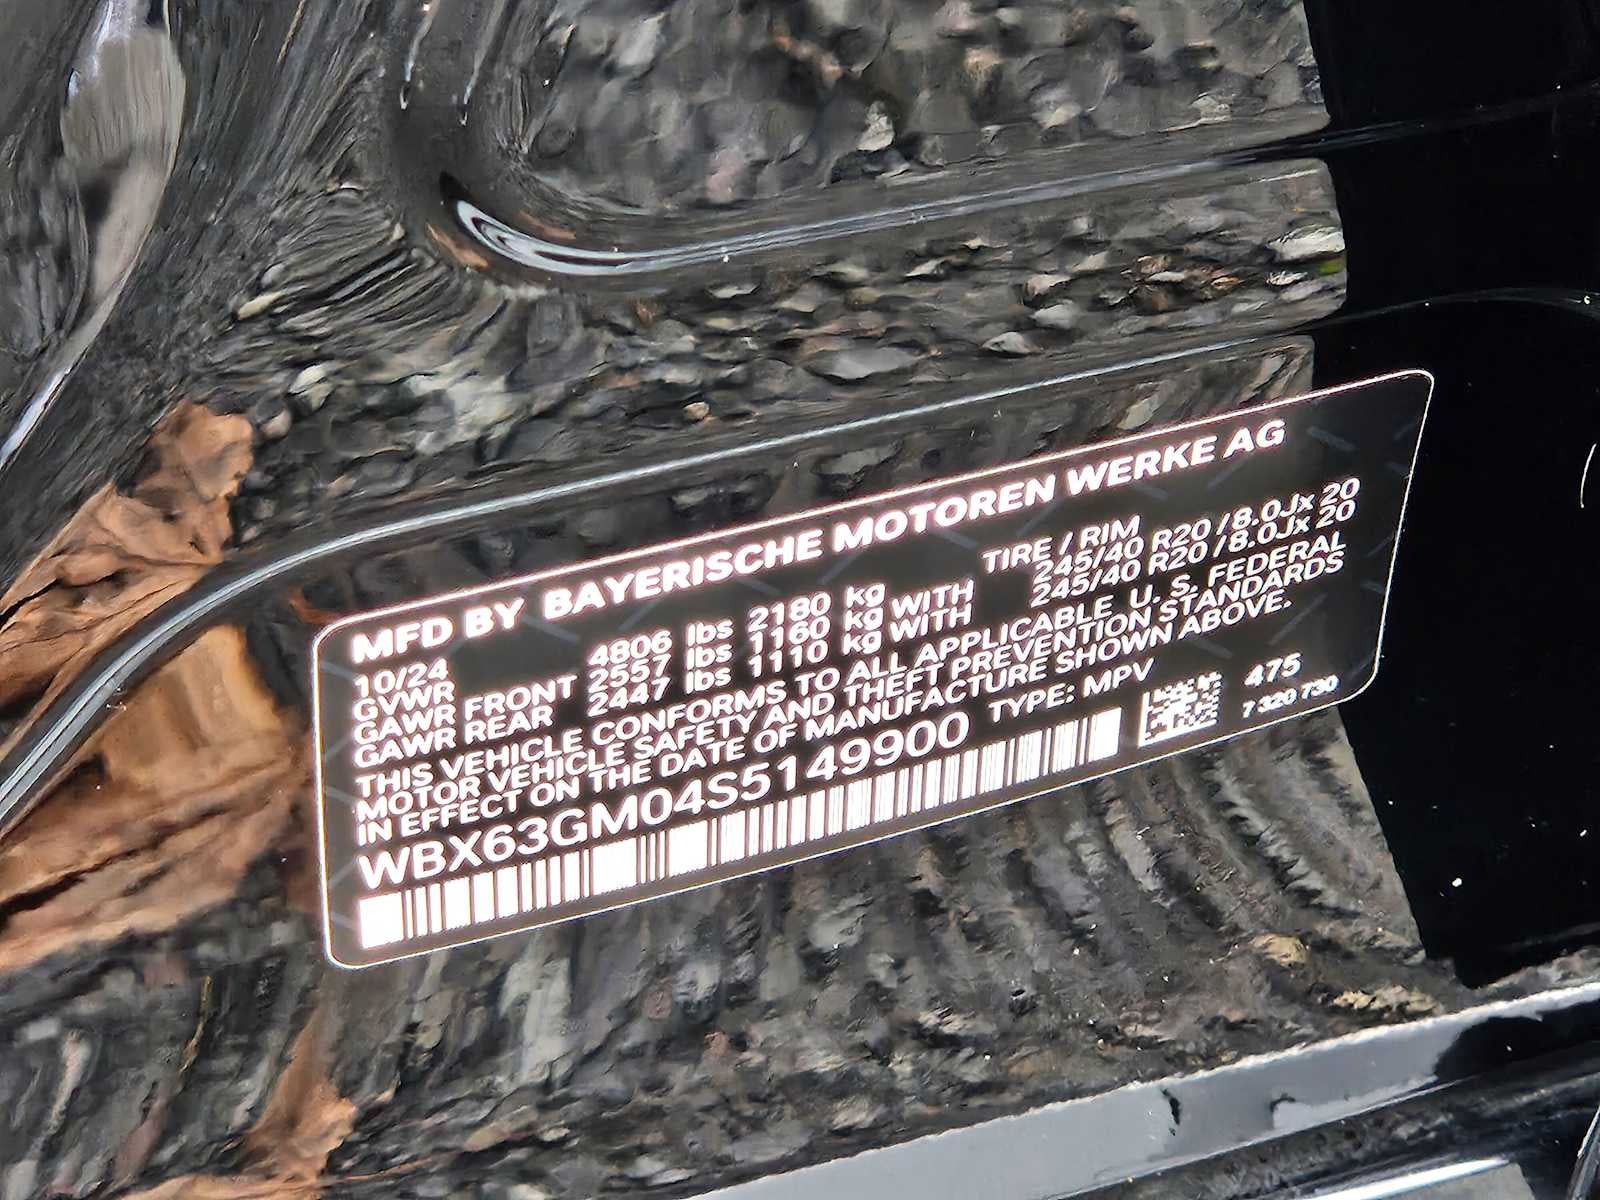 MFD BY BAYERISCHE MOTOREN WERKE AG
10/24 TIRE / RIM
GVWR 4806 lbs 2180 kg
GAWR FRONT 2557 lbs 1160 kg WITH 245/40 R20 / 8.0Jx 20
GAWR REAR 2447 lbs 1110 kg WITH 245/40 R20 / 8.0Jx 20
THIS VEHICLE CONFORMS TO ALL APPLICABLE U. S. FEDERAL
MOTOR VEHICLE SAFETY AND THEFT PREVENTION STANDARDS
IN EFFECT ON THE DATE OF MANUFACTURE SHOWN ABOVE.
WBX63GM04S5149900 TYPE: MPV 475
7 320 730